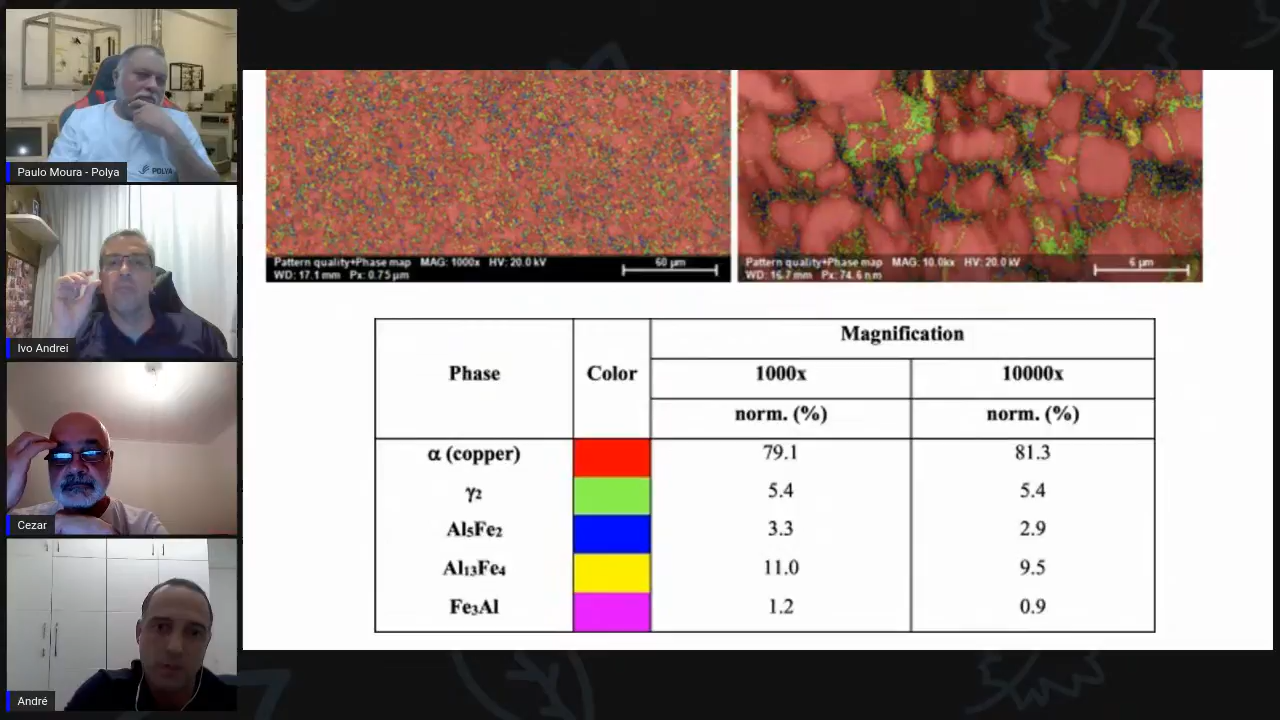 Paulo Moura - Polya
POLYA
Ivo Andrei
Cezar
André
Pattern quality+Phase map MAG: 1000x HV: 20.0 kV
WD: 17.1 mm Px: 0.75 µm
60 µm
Pattern quality+Phase map MAG: 10.0kx HV: 20.0 kV
WD: 16.7 mm Px: 74.6 nm
6 µm
Phase Color Magnification
1000x 10000x
norm. (%) norm. (%)
α (copper) 79.1 81.3
γ₂ 5.4 5.4
Al₅Fe₂ 3.3 2.9
Al₁₃Fe₄ 11.0 9.5
Fe₃Al 1.2 0.9